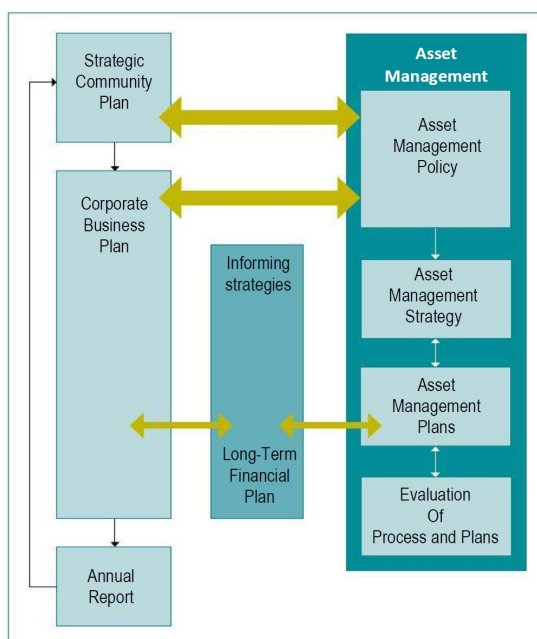 Strategic
Community
Plan
Corporate
Business
Plan
Annual
Report
Informing
strategies
Long-Term
Financial
Plan
Asset
Management
Asset
Management
Policy
Asset
Management
Strategy
Asset
Management
Plans
Evaluation
Of
Process and Plans